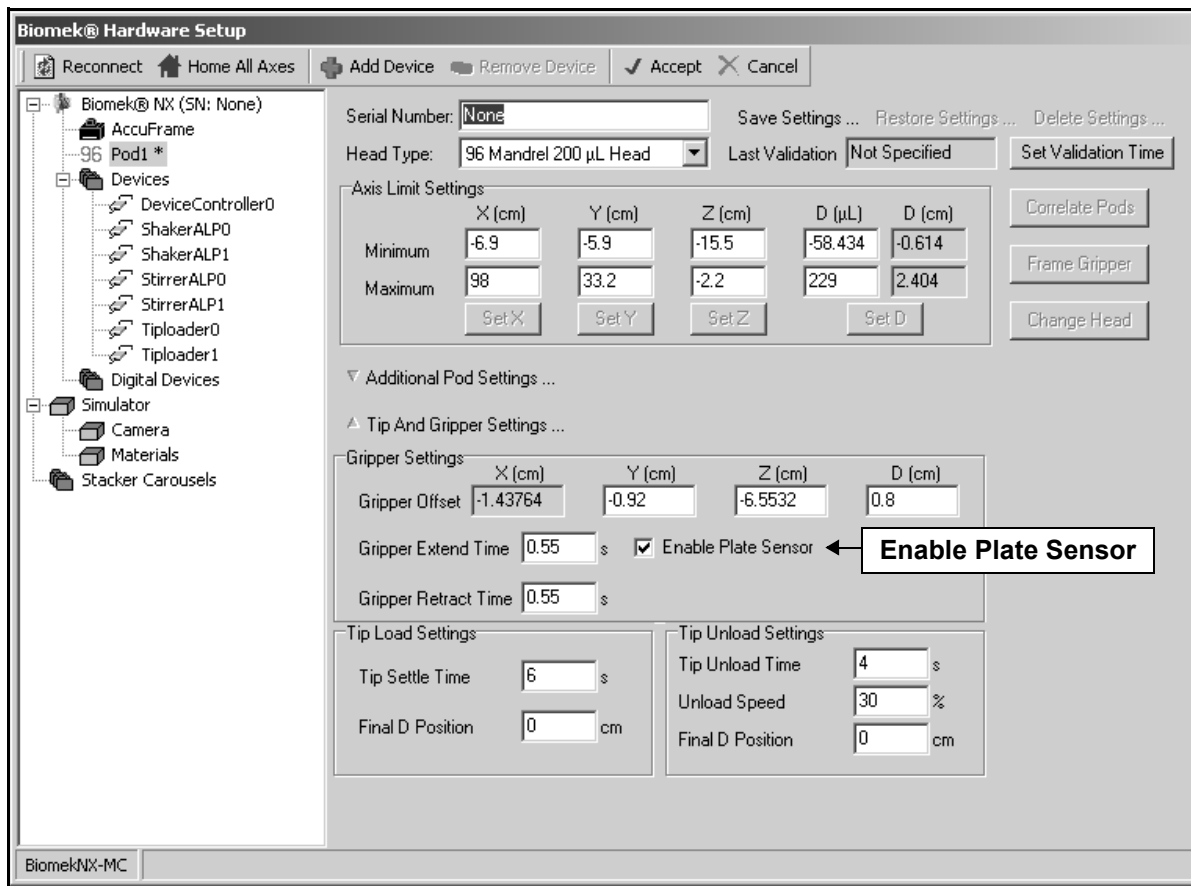 Biomek® Hardware Setup
Reconnect Home All Axes Add Device Remove Device Accept Cancel
Biomek® NX (SN: None)
AccuFrame
96 Pod1 *
Devices
DeviceController0
ShakerALP0
ShakerALP1
StirrerALP0
StirrerALP1
Tiploader0
Tiploader1
Digital Devices
Simulator
Camera
Materials
Stacker Carousels
Serial Number: None Save Settings ... Restore Settings ... Delete Settings ...
Head Type: 96 Mandrel 200 µL Head Last Validation Not Specified Set Validation Time
Axis Limit Settings
X (cm) Y (cm) Z (cm) D (µL) D (cm)
Minimum -6.9 -5.9 -15.5 -58.434 -0.614
Maximum 98 33.2 -2.2 229 2.404
Set X Set Y Set Z Set D
Correlate Pods
Frame Gripper
Change Head
Additional Pod Settings ...
Tip And Gripper Settings ...
Gripper Settings
X (cm) Y (cm) Z (cm) D (cm)
Gripper Offset -1.43764 -0.92 -6.5532 0.8
Gripper Extend Time 0.55 s Enable Plate Sensor Enable Plate Sensor
Gripper Retract Time 0.55 s
Tip Load Settings
Tip Settle Time 6 s
Final D Position 0 cm
Tip Unload Settings
Tip Unload Time 4 s
Unload Speed 30 %
Final D Position 0 cm
BiomekNX-MC